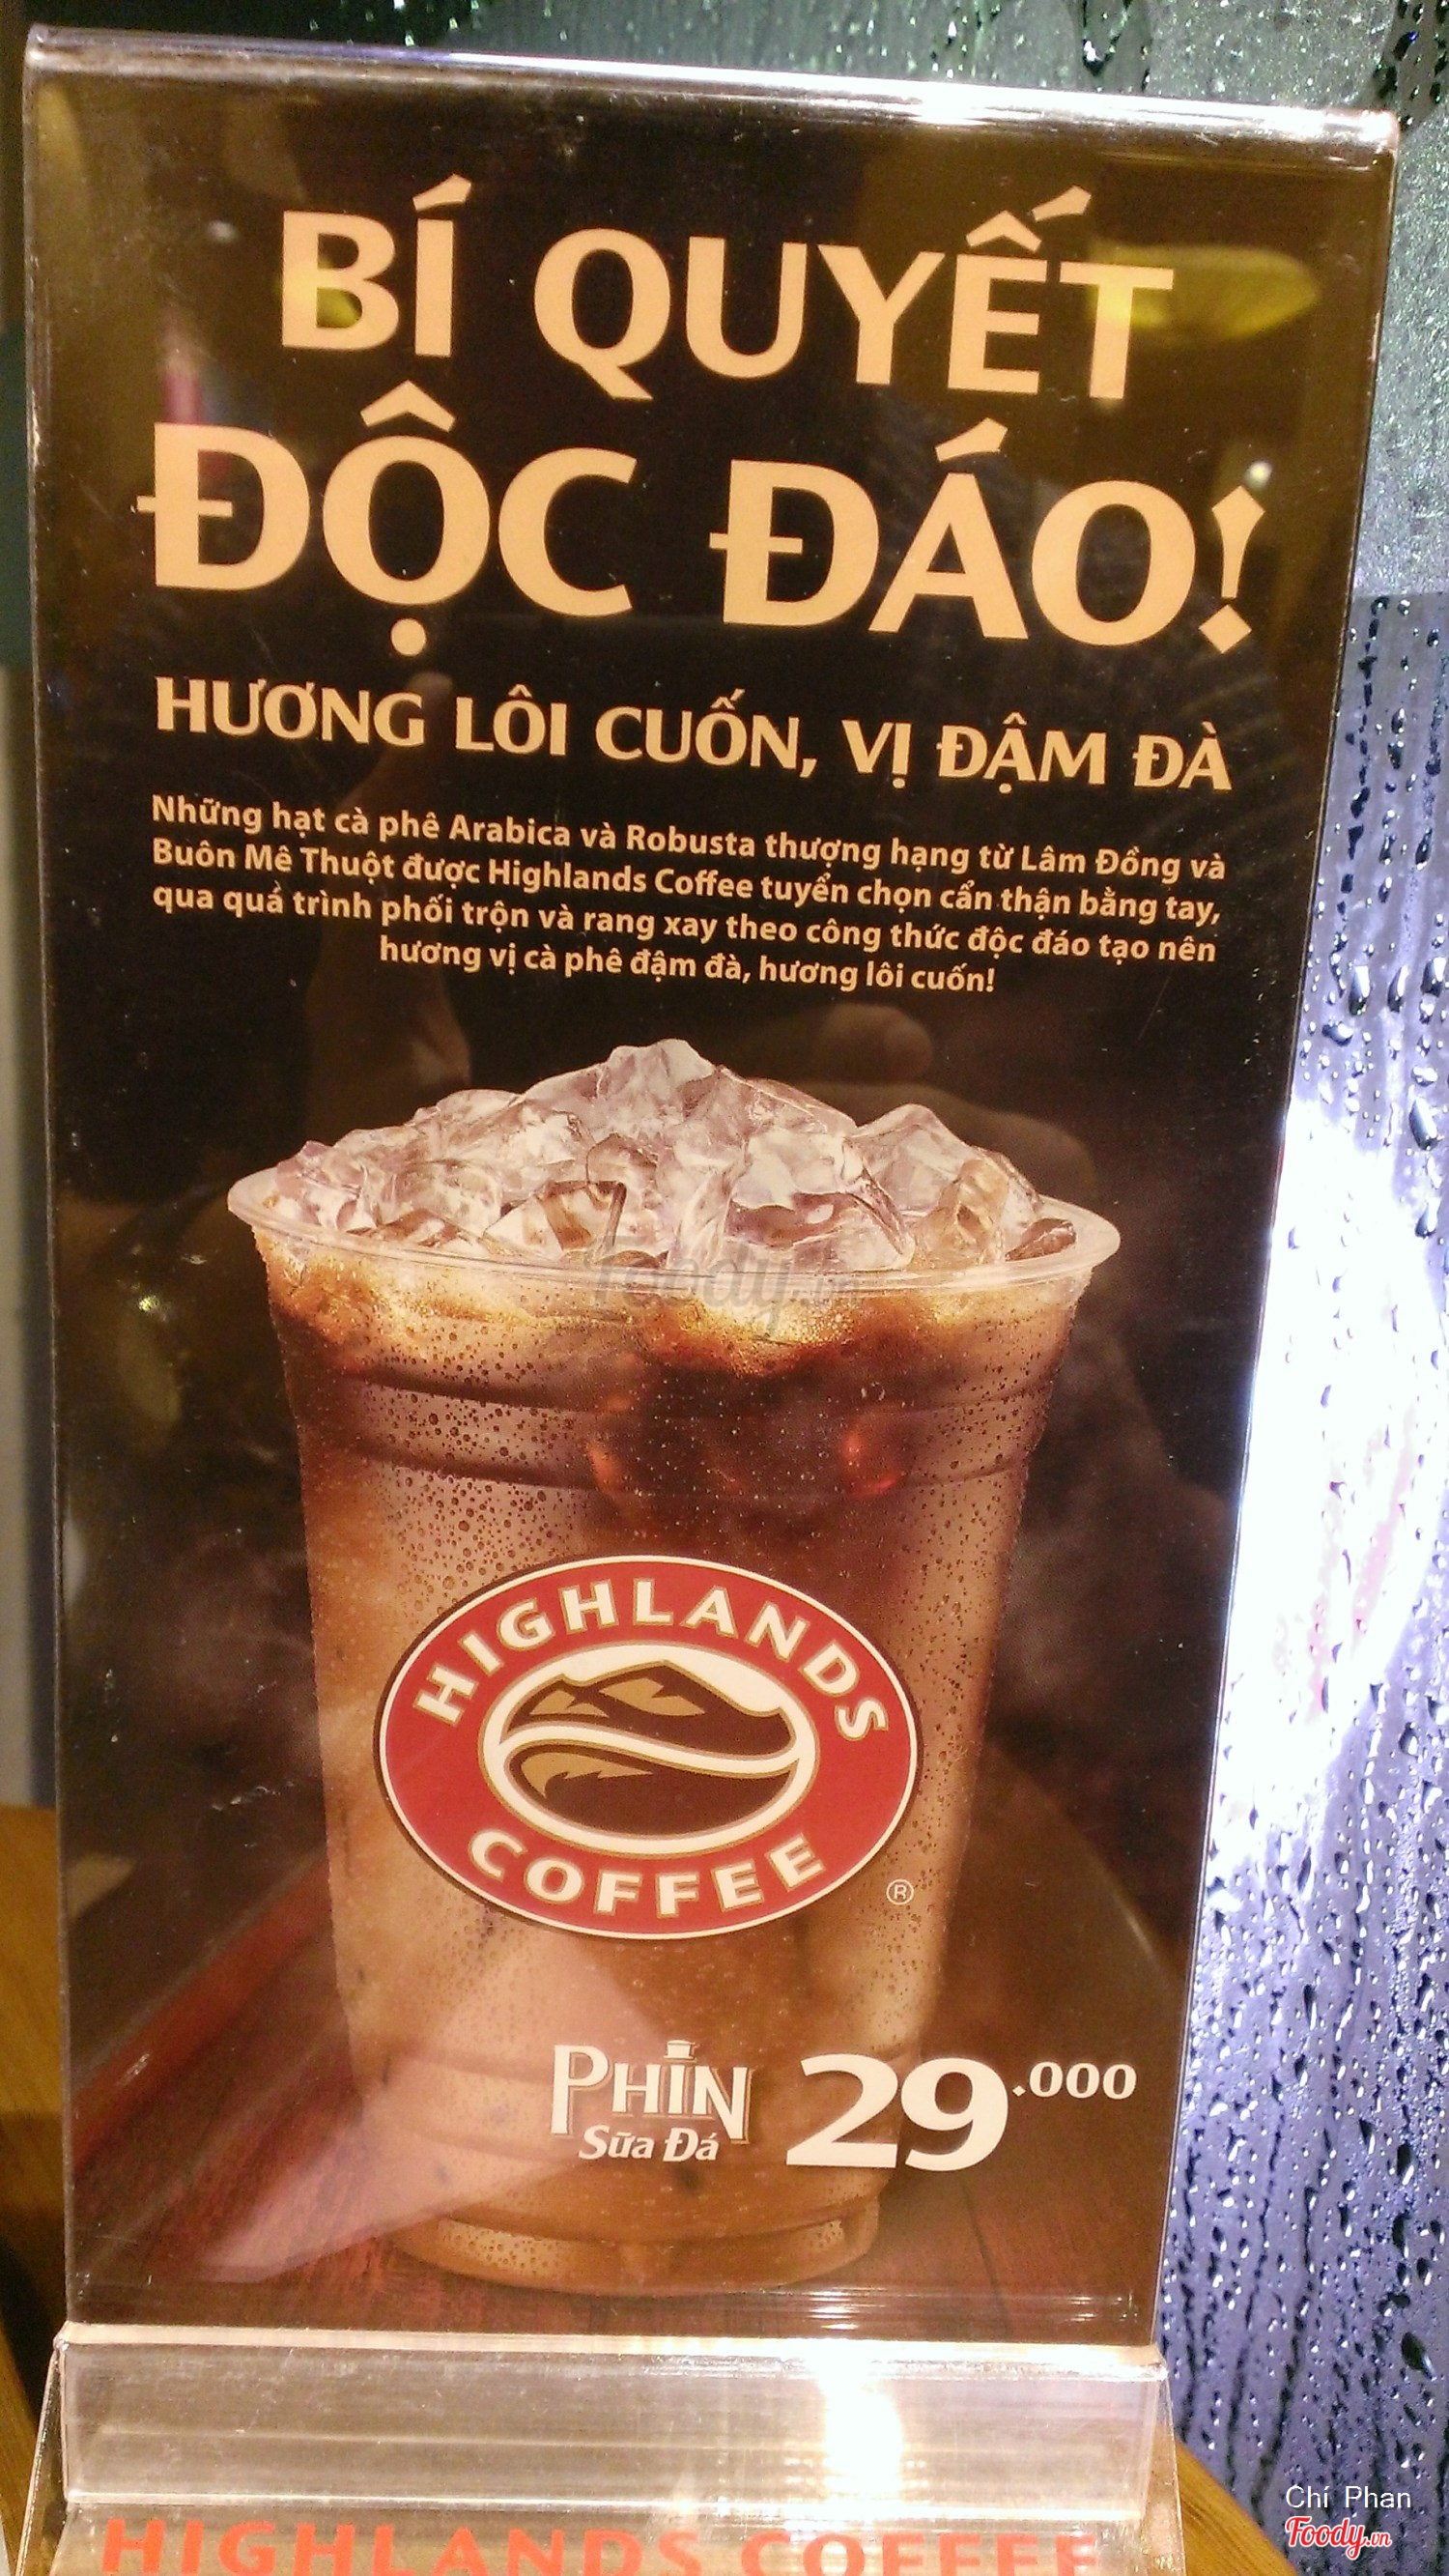 BÍ QUYẾT
ĐỘC ĐÁO!
HƯƠNG LÔI CUỐN, VỊ ĐẬM ĐÀ
Những hạt cà phê Arabica và Robusta thượng hạng từ Lâm Đồng và
Buôn Mê Thuột được Highlands Coffee tuyển chọn cẩn thận bằng tay,
qua quả trình phối trộn và rang xay theo công thức độc đáo tạo nên
hương vị cà phê đậm đà, hương lôi cuốn!
Foody.vn
HIGHLANDS
COFFEE
®
PHIN
Sữa Đá
29.000
HIGHLANDS COFFEE
Chí Phan
Foody.vn